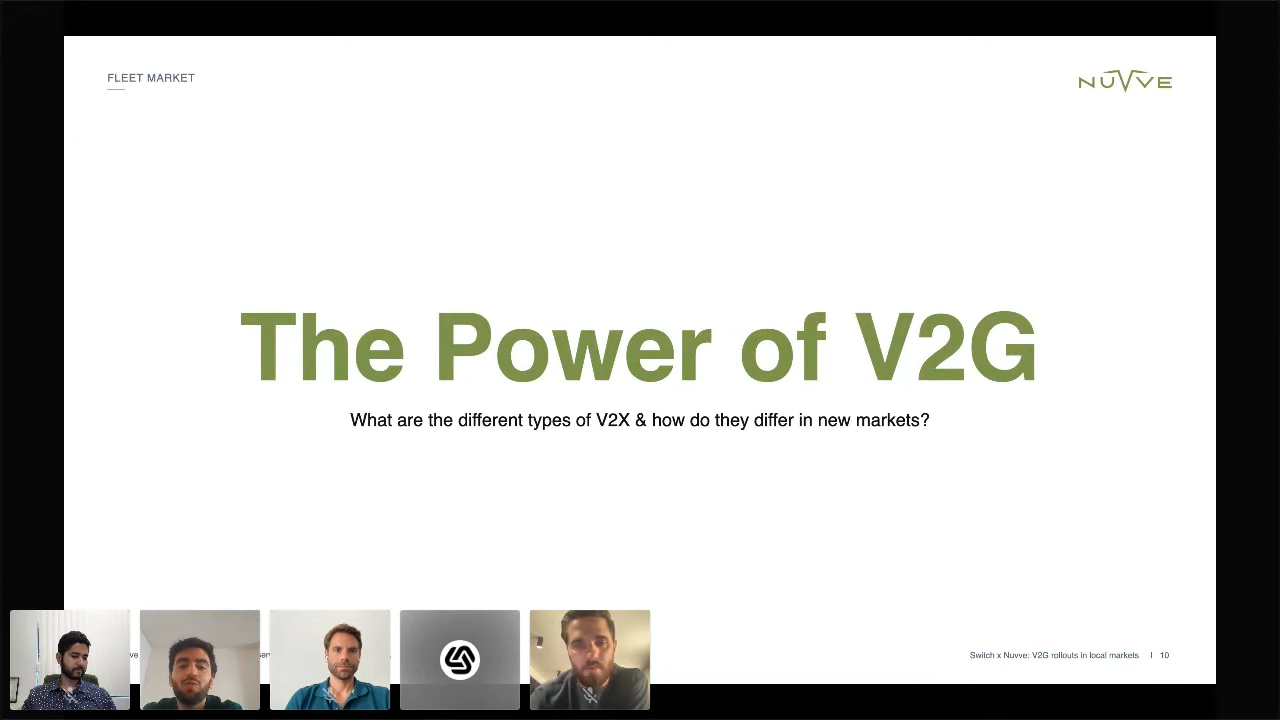 FLEET MARKET
NUVVE
The Power of V2G
What are the different types of V2X & how do they differ in new markets?
Switch x Nuvve: V2G rollouts in local markets | 10